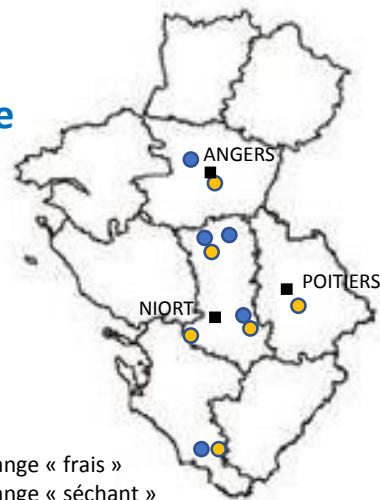 e
ANGERS
POITIERS
NIORT
ange « frais »
ange « séchant »